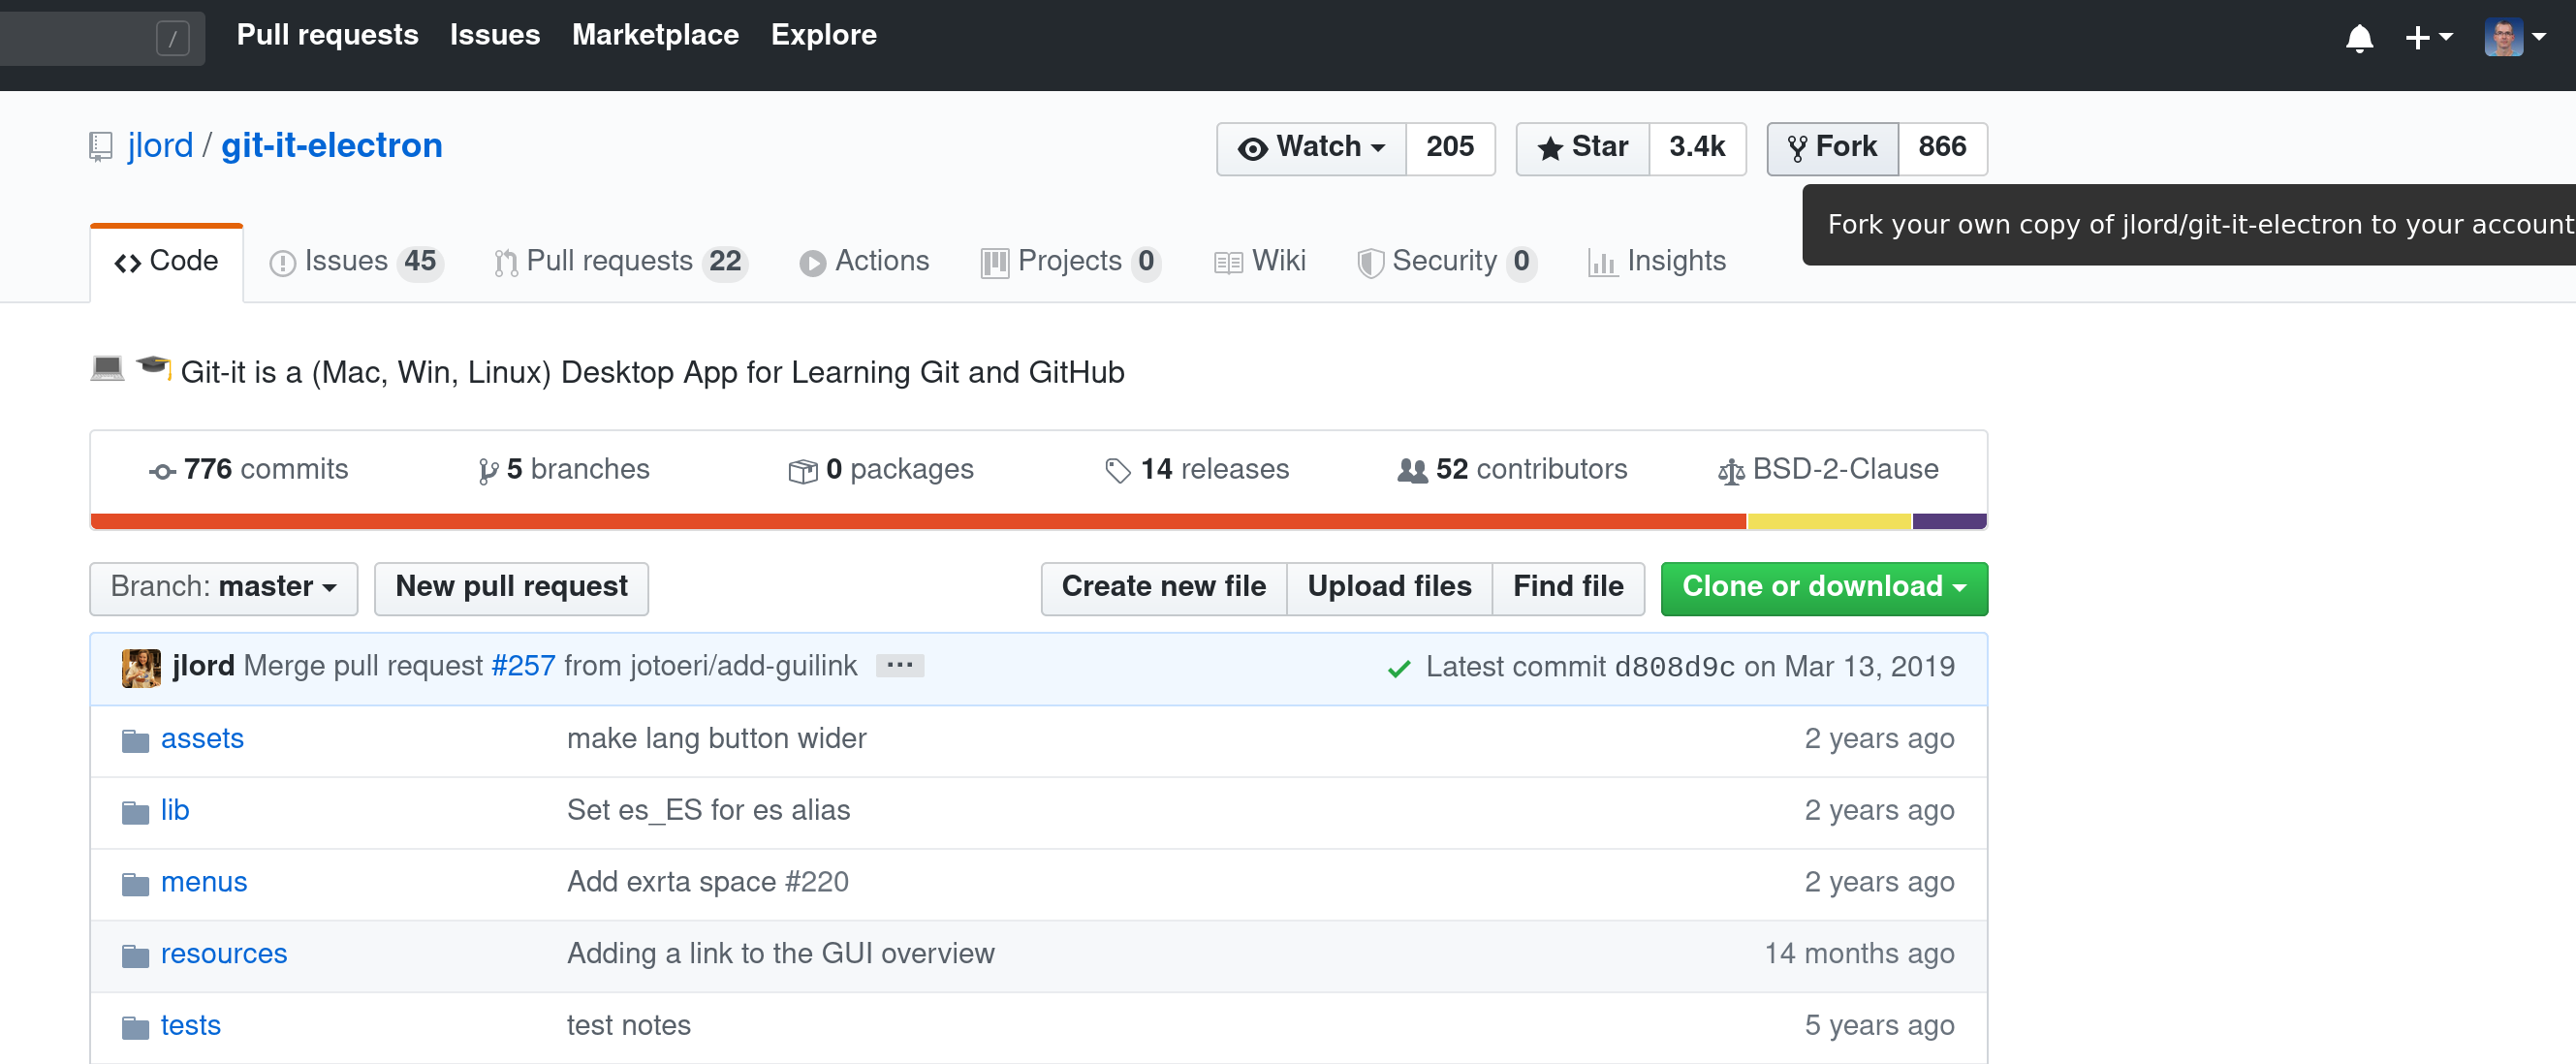 / Pull requests Issues Marketplace Explore
jlord / git-it-electron Watch 205 Star 3.4k Fork 866
Fork your own copy of jlord/git-it-electron to your account
Code Issues 45 Pull requests 22 Actions Projects 0 Wiki Security 0 Insights
Git-it is a (Mac, Win, Linux) Desktop App for Learning Git and GitHub
776 commits 5 branches 0 packages 14 releases 52 contributors BSD-2-Clause
Branch: master New pull request Create new file Upload files Find file Clone or download
jlord Merge pull request #257 from jotoeri/add-guilink ... Latest commit d808d9c on Mar 13, 2019
assets make lang button wider 2 years ago
lib Set es_ES for es alias 2 years ago
menus Add exrta space #220 2 years ago
resources Adding a link to the GUI overview 14 months ago
tests test notes 5 years ago